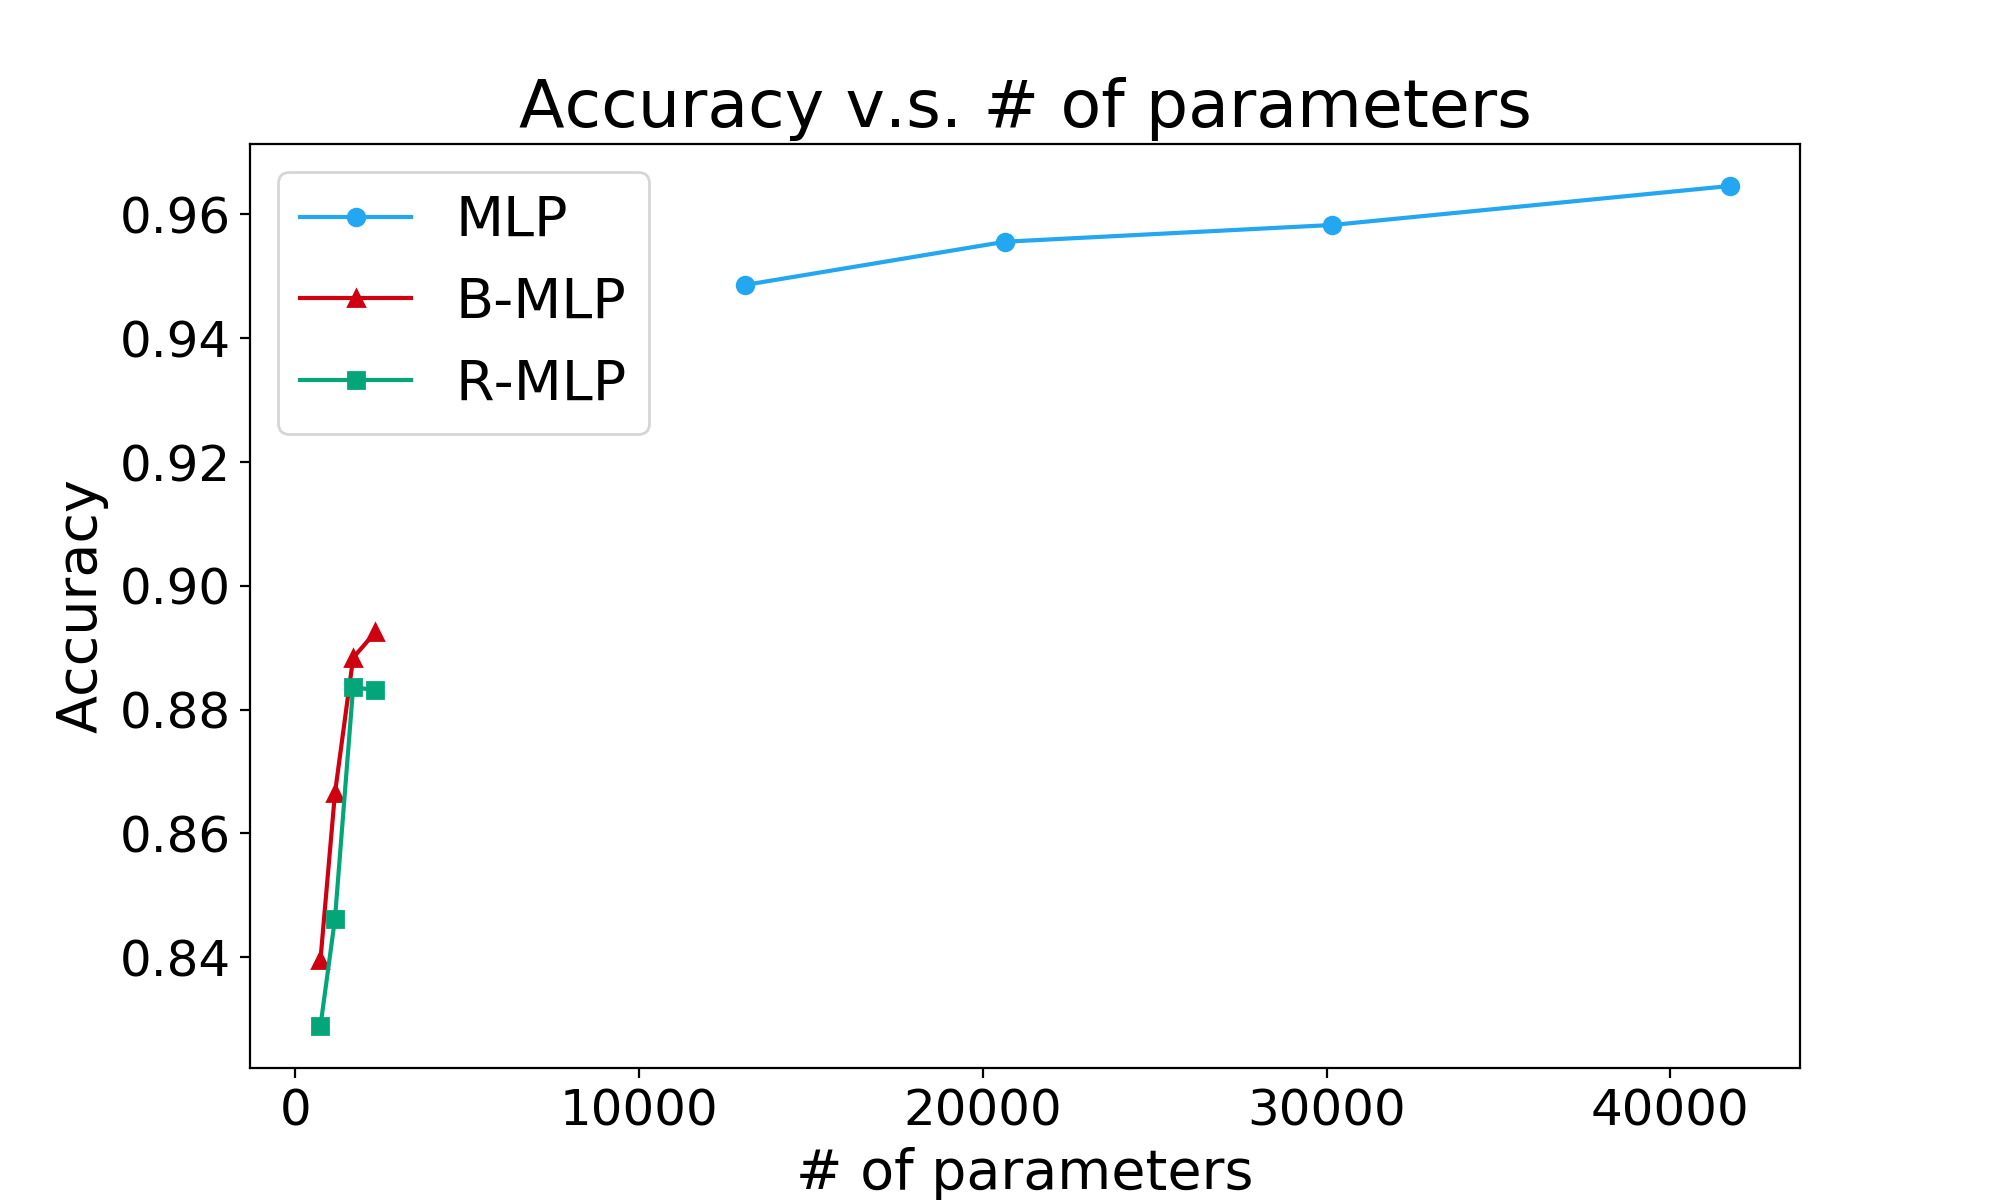 Accuracy v.s. # of parameters
MLP
B-MLP
R-MLP
Accuracy
0.96
0.94
0.92
0.90
0.88
0.86
0.84
0 10000 20000 30000 40000
# of parameters